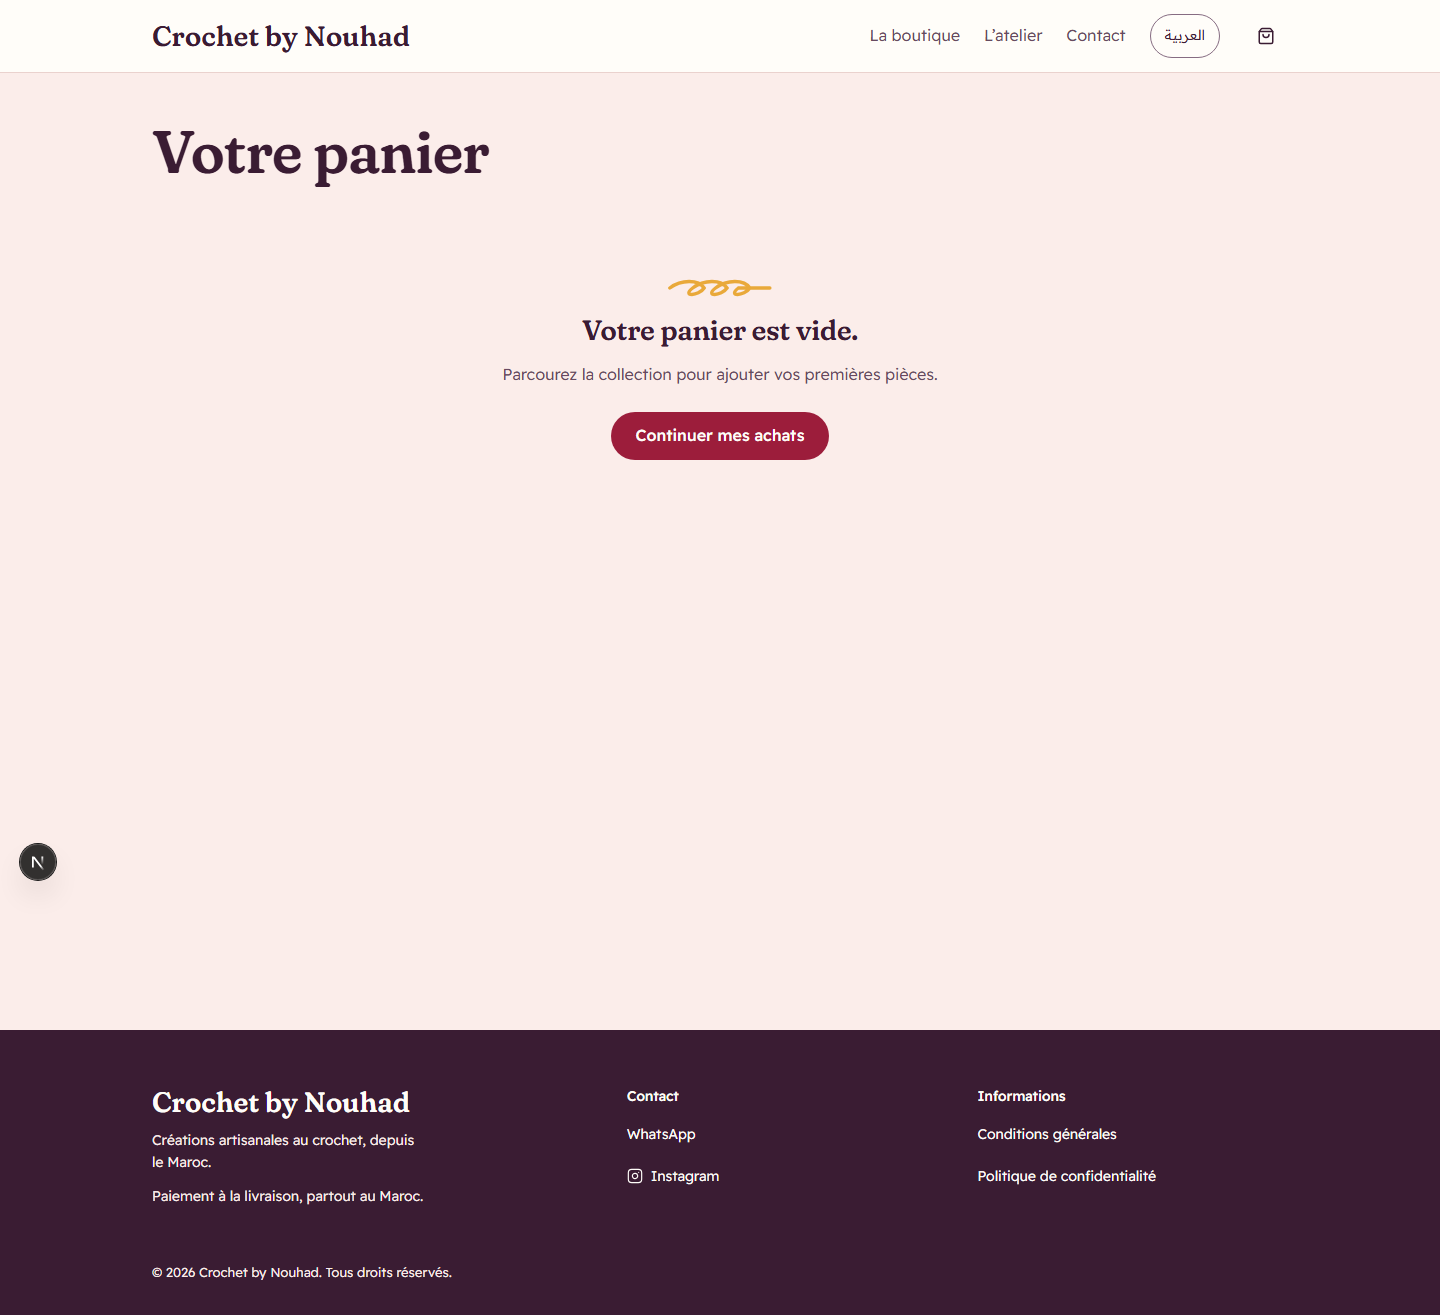 Crochet by Nouhad
La boutique
L’atelier
Contact
العربية
Votre panier
Votre panier est vide.
Parcourez la collection pour ajouter vos premières pièces.
Continuer mes achats
N
Crochet by Nouhad
Créations artisanales au crochet, depuis
le Maroc.
Paiement à la livraison, partout au Maroc.
Contact
WhatsApp
Instagram
Informations
Conditions générales
Politique de confidentialité
© 2026 Crochet by Nouhad. Tous droits réservés.